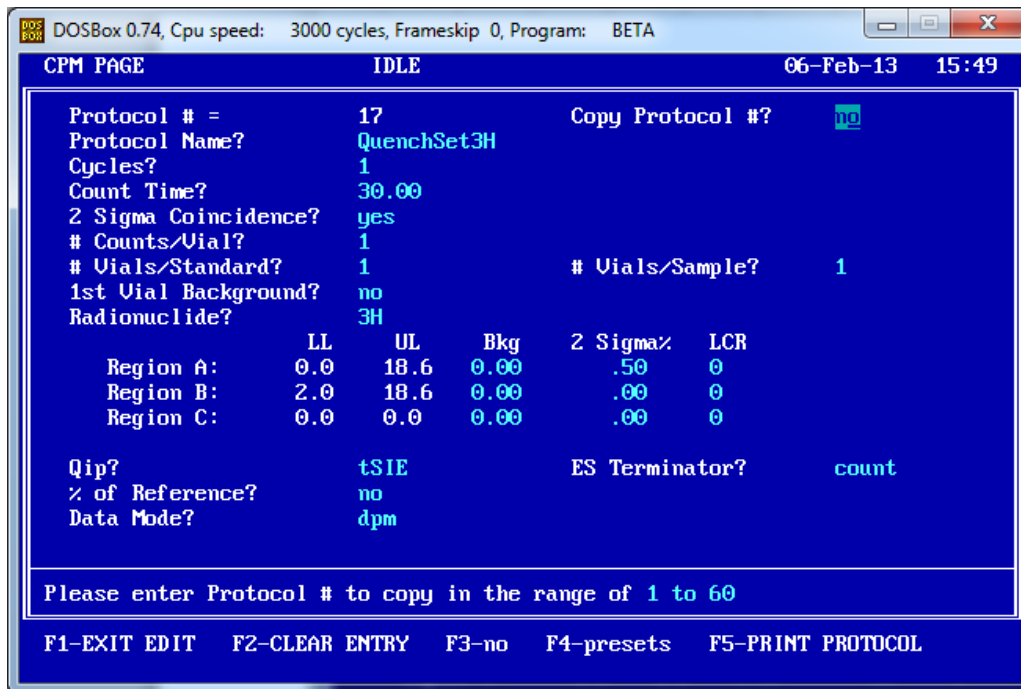 DOSBox 0.74, Cpu speed: 3000 cycles, Frameskip 0, Program: BETA
CPM PAGE IDLE 06-Feb-13 15:49
Protocol # = 17 Copy Protocol #? no
Protocol Name? QuenchSet3H
Cycles? 1
Count Time? 30.00
2 Sigma Coincidence? yes
# Counts/Vial? 1
# Vials/Standard? 1 # Vials/Sample? 1
1st Vial Background? no
Radionuclide? 3H
LL UL Bkg 2 Sigma% LCR
Region A: 0.0 18.6 0.00 .50 0
Region B: 2.0 18.6 0.00 .00 0
Region C: 0.0 0.0 0.00 .00 0
Qip? tSIE ES Terminator? count
% of Reference? no
Data Mode? dpm
Please enter Protocol # to copy in the range of 1 to 60
F1-EXIT EDIT F2-CLEAR ENTRY F3-no F4-presets F5-PRINT PROTOCOL